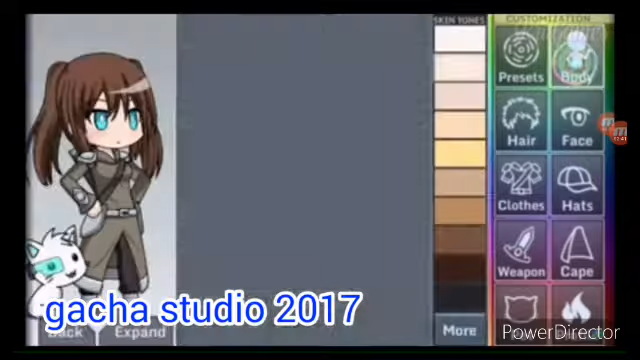 SKIN TONES
CUSTOMIZATION
Presets
Body
Hair
Face
Clothes
Hats
Weapon
Cape
gacha studio 2017
Back
Expand
More
PowerDirector